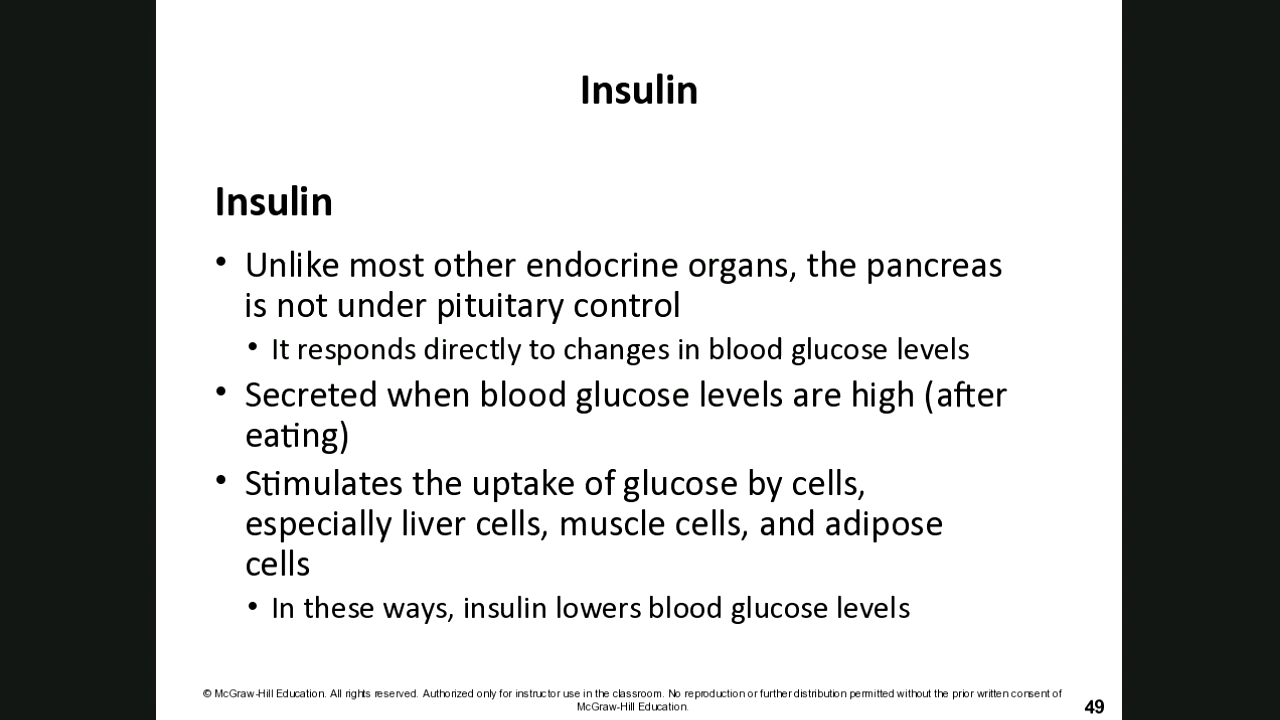 Insulin
Insulin
• Unlike most other endocrine organs, the pancreas
is not under pituitary control
• It responds directly to changes in blood glucose levels
• Secreted when blood glucose levels are high (after
eating)
• Stimulates the uptake of glucose by cells,
especially liver cells, muscle cells, and adipose
cells
• In these ways, insulin lowers blood glucose levels
© McGraw-Hill Education. All rights reserved. Authorized only for instructor use in the classroom. No reproduction or further distribution permitted without the prior written consent of
McGraw-Hill Education.
49